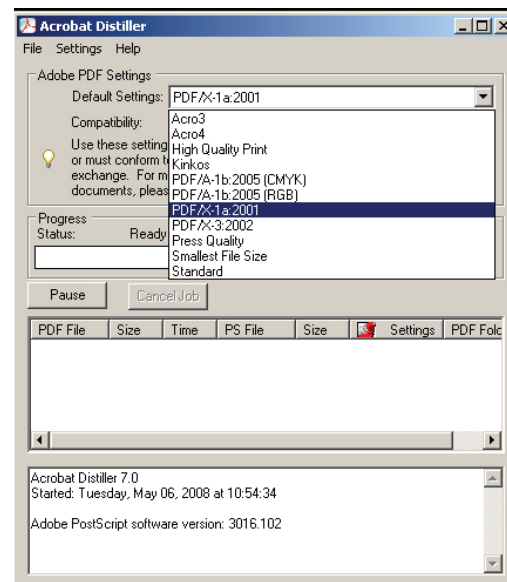 Acrobat Distiller
File Settings Help
Adobe PDF Settings
Default Settings: PDF/X-1a:2001
Compatibility:
Use these setting
or must conform t
exchange. For m
documents, pleas
Acro3
Acro4
High Quality Print
Kinkos
PDF/A-1b:2005 (CMYK)
PDF/A-1b:2005 (RGB)
PDF/X-1a:2001
PDF/X-3:2002
Press Quality
Smallest File Size
Standard
Progress
Status: Ready
Pause Cancel Job
PDF File Size Time PS File Size Settings PDF Folc
Acrobat Distiller 7.0
Started: Tuesday, May 06, 2008 at 10:54:34
Adobe PostScript software version: 3016.102